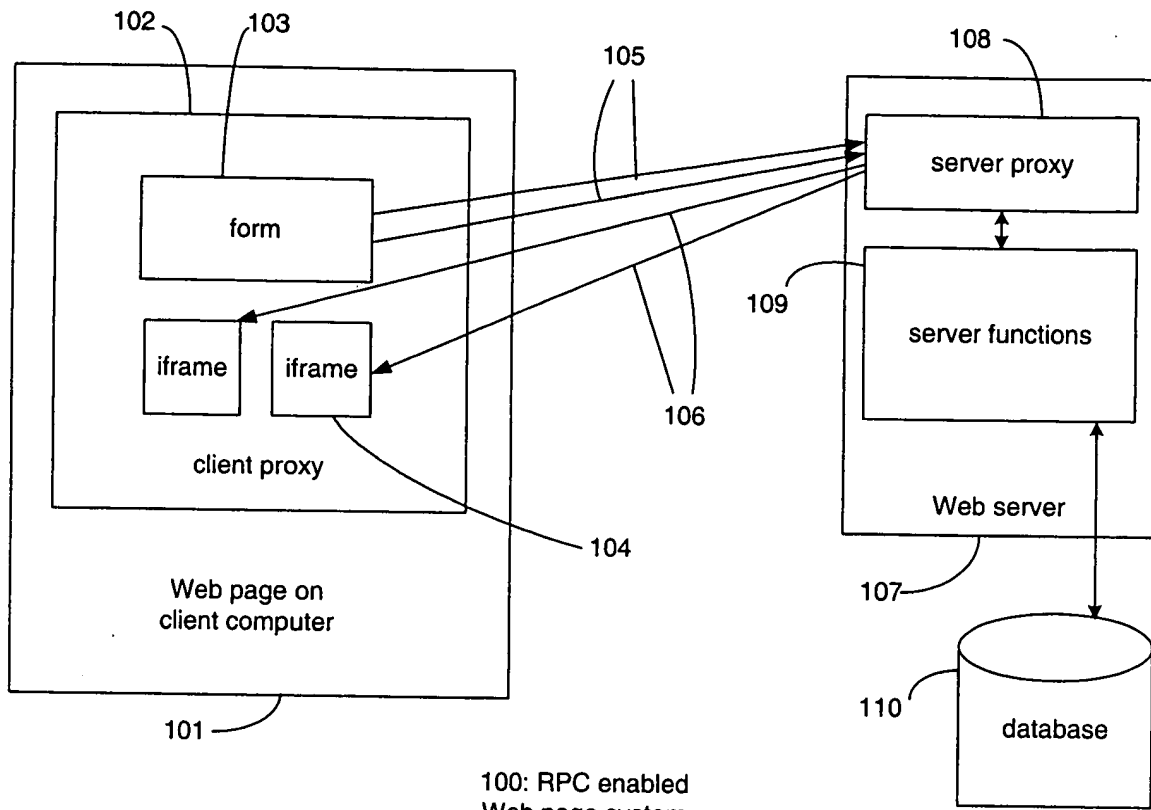 102
103
105
108
form
server proxy
iframe
iframe
109
server functions
106
client proxy
Web server
104
107
Web page on
client computer
101
110
database
100: RPC enabled
Web page system